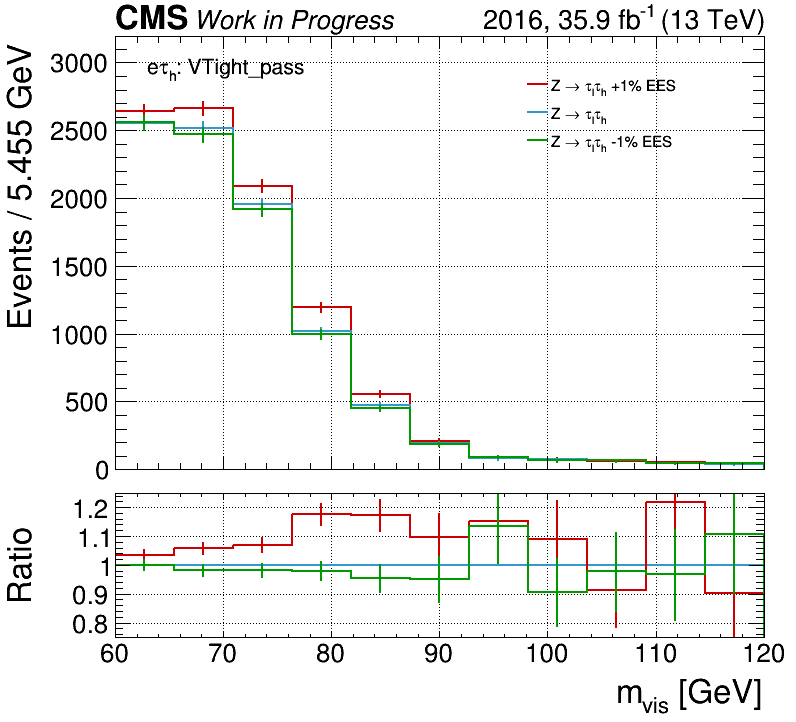 CMS Work in Progress 2016, 35.9 fb⁻¹ (13 TeV)
eτₕ: VTight_pass
Z → τₗτₕ +1% EES
Z → τₗτₕ
Z → τₗτₕ -1% EES
Events / 5.455 GeV
3000
2500
2000
1500
1000
500
0
Ratio
1.2
1.1
1
0.9
0.8
60 70 80 90 100 110 120
m_vis [GeV]